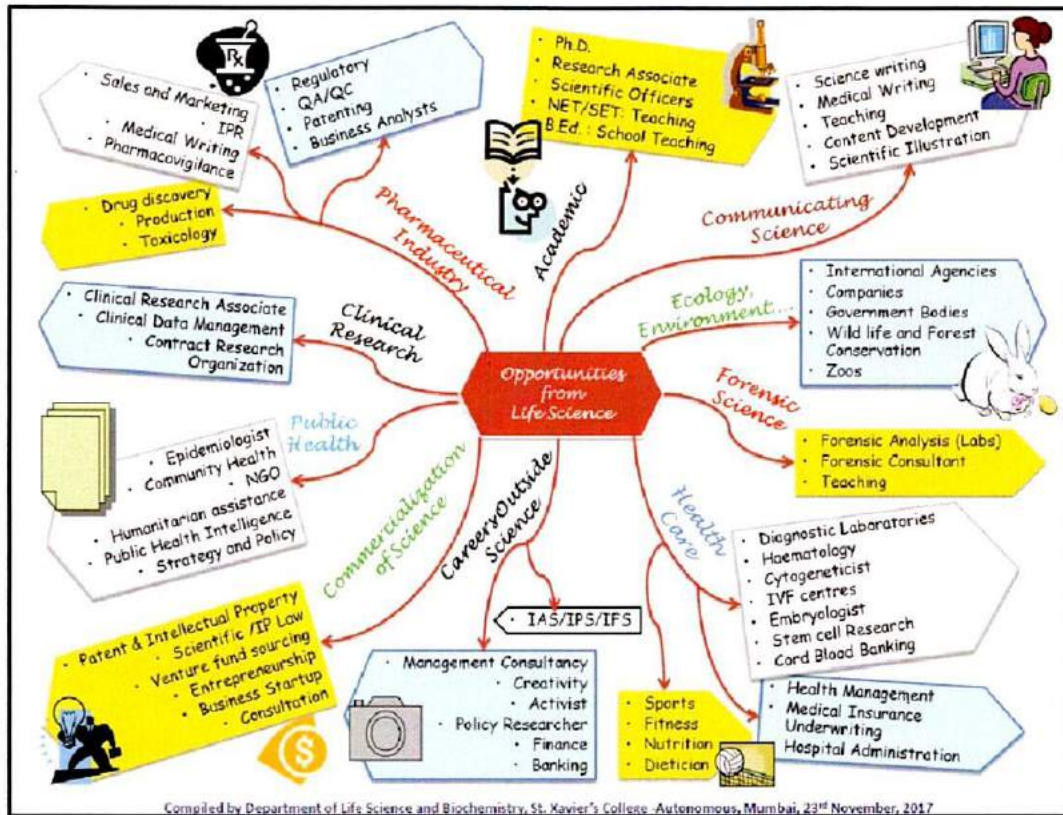 Rx
Sales and Marketing
IPR
Medical Writing
Pharmacovigilance
Regulatory
QA/QC
Patenting
Business Analysts
Drug discovery
Production
Toxicology
Pharmaceutical
Industry
Ph.D.
Research Associate
Scientific Officers
NET/SET: Teaching
B.Ed. : School Teaching
Academic
Science writing
Medical Writing
Teaching
Content Development
Scientific Illustration
Communicating
Science
Clinical Research Associate
Clinical Data Management
Contract Research
Organization
Clinical
Research
Ecology,
Environment...
International Agencies
Companies
Government Bodies
Wild life and Forest
Conservation
Zoos
Opportunities
from
Life Science
Forensic
Science
Forensic Analysis (Labs)
Forensic Consultant
Teaching
Public
Health
Epidemiologist
Community Health
NGO
Humanitarian assistance
Public Health Intelligence
Strategy and Policy
Commercialization
of Science
Patent & Intellectual Property
Scientific /IP Law
Venture fund sourcing
Entrepreneurship
Business Startup
Consultation
$
Careers Outside
Science
IAS/IPS/IFS
Management Consultancy
Creativity
Activist
Policy Researcher
Finance
Banking
Health
Care
Diagnostic Laboratories
Haematology
Cytogeneticist
IVF centres
Embryologist
Stem cell Research
Cord Blood Banking
Sports
Fitness
Nutrition
Dietician
Health Management
Medical Insurance
Underwriting
Hospital Administration
Compiled by Department of Life Science and Biochemistry, St. Xavier's College -Autonomous, Mumbai, 23rd November, 2017